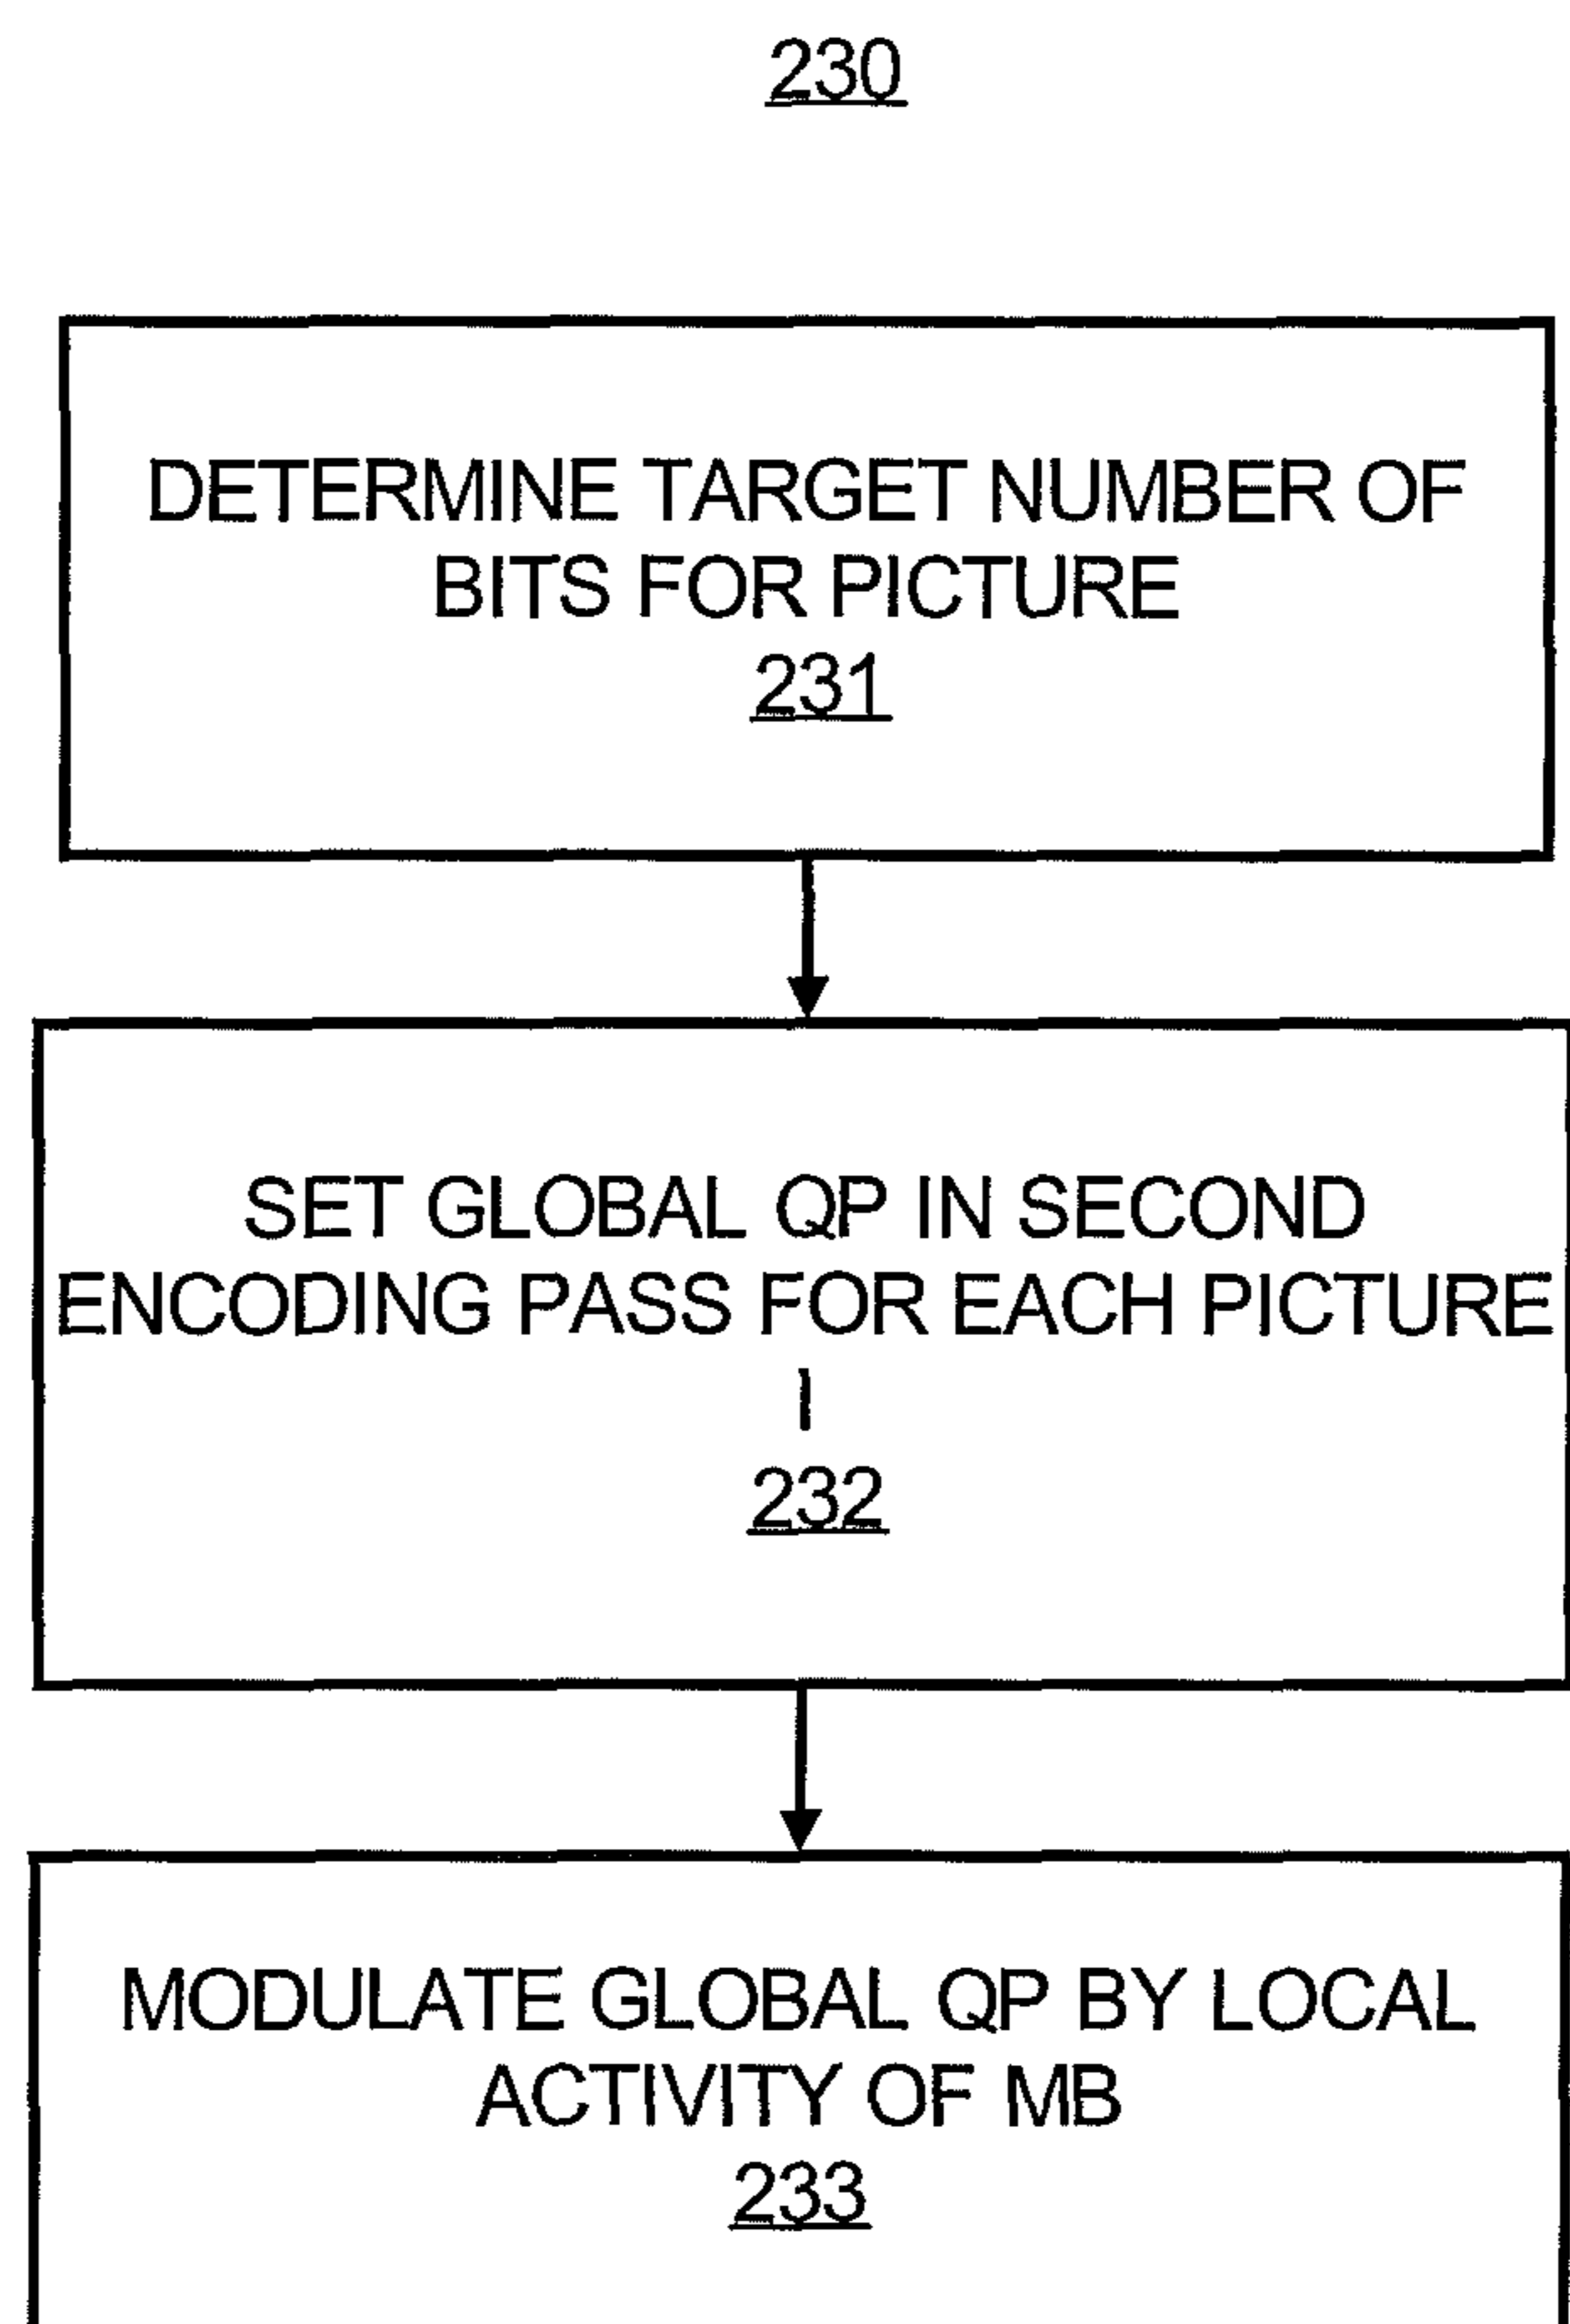 230
DETERMINE TARGET NUMBER OF
BITS FOR PICTURE
231
SET GLOBAL QP IN SECOND
ENCODING PASS FOR EACH PICTURE
I
232
MODULATE GLOBAL QP BY LOCAL
ACTIVITY OF MB
233